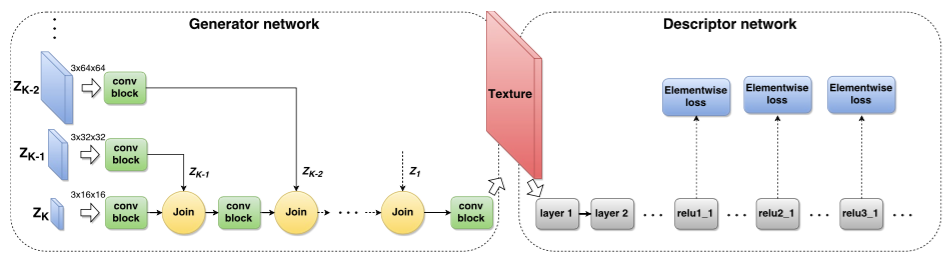 Generator network
Descriptor network
Z_{K-2}
3x64x64
conv
block
Z_{K-1}
3x32x32
conv
block
Z_{K-1}
Z_{K-2}
Z_1
Z_K
3x16x16
conv
block
Join
conv
block
Join
. . . .
Join
conv
block
Texture
Elementwise
loss
Elementwise
loss
Elementwise
loss
layer 1
layer 2
. . .
relu1_1
. . .
relu2_1
. . .
relu3_1
. . .